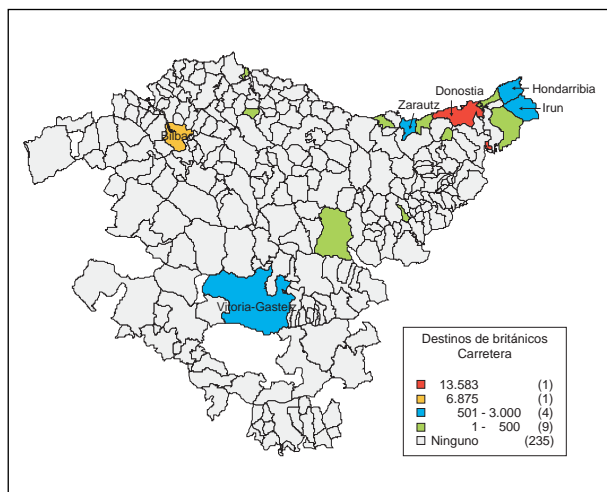 Donostia
Hondarribia
Zarautz
Irun
Bilbao
Vitoria-Gasteiz
Destinos de británicos
Carretera
13.583 (1)
6.875 (1)
501 - 3.000 (4)
1 - 500 (9)
Ninguno (235)